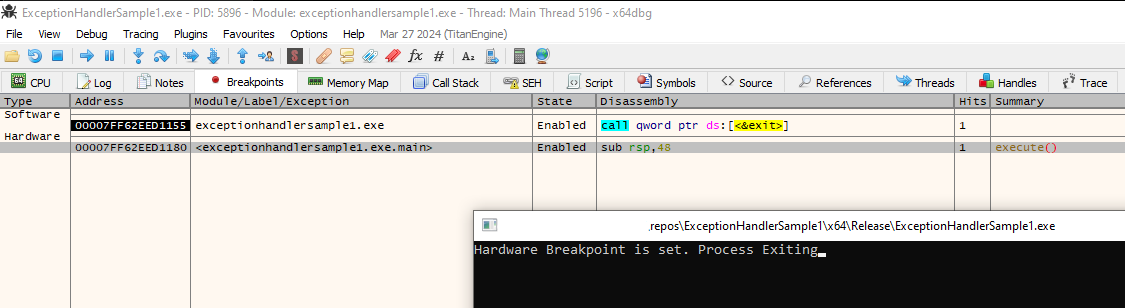 ExceptionHandlerSample1.exe - PID: 5896 - Module: exceptionhandlersample1.exe - Thread: Main Thread 5196 - x64dbg
File View Debug Tracing Plugins Favourites Options Help Mar 27 2024 (TitanEngine)
CPU Log Notes Breakpoints Memory Map Call Stack SEH Script Symbols Source References Threads Handles Trace
Type Address Module/Label/Exception State Disassembly Hits Summary
Software
00007FF62EED1155 exceptionhandlersample1.exe Enabled call qword ptr ds:[<&exit>] 1
Hardware
00007FF62EED1180 <exceptionhandlersample1.exe.main> Enabled sub rsp,48 1 execute()
.repos\ExceptionHandlerSample1\x64\Release\ExceptionHandlerSample1.exe
Hardware Breakpoint is set. Process Exiting